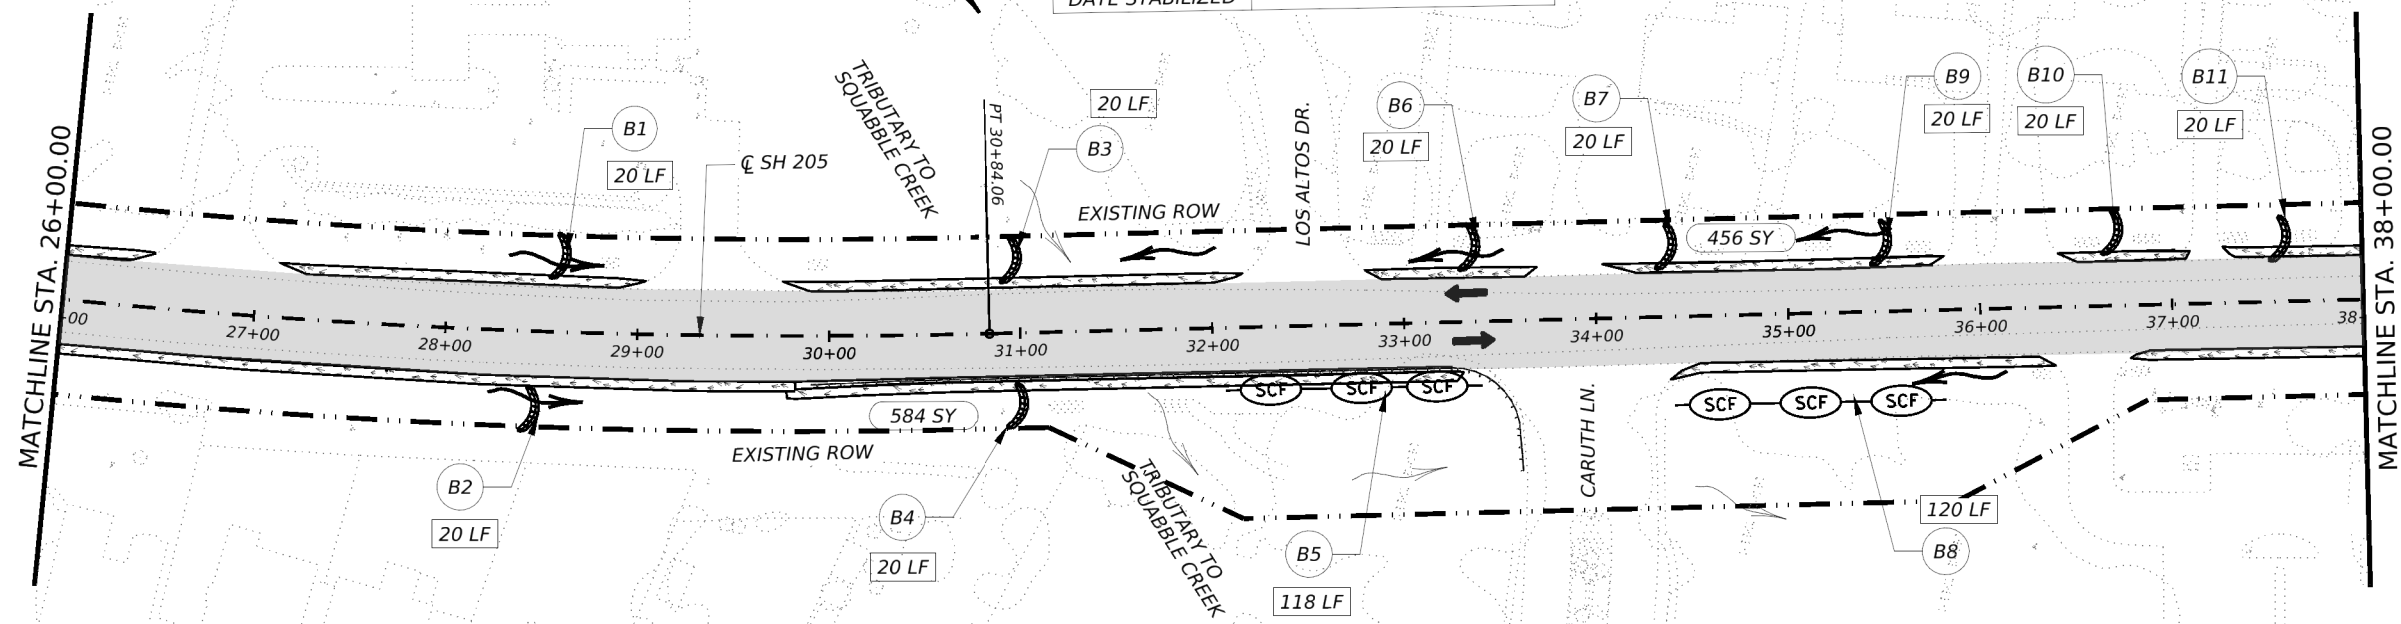 DATE STABILIZED
MATCHLINE STA. 26+00.00
B1
20 LF
℄ SH 205
TRIBUTARY TO
SQUABBLE CREEK
PT 30+84.06
20 LF
B3
EXISTING ROW
LOS ALTOS DR.
B6
20 LF
B7
20 LF
456 SY
B9
20 LF
B10
20 LF
B11
20 LF
MATCHLINE STA. 38+00.00
00
27+00
28+00
29+00
30+00
31+00
32+00
33+00
34+00
35+00
36+00
37+00
38+
SCF
SCF
SCF
SCF
SCF
SCF
584 SY
EXISTING ROW
B2
20 LF
B4
20 LF
TRIBUTARY TO
SQUABBLE CREEK
B5
118 LF
CARUTH LN.
120 LF
B8